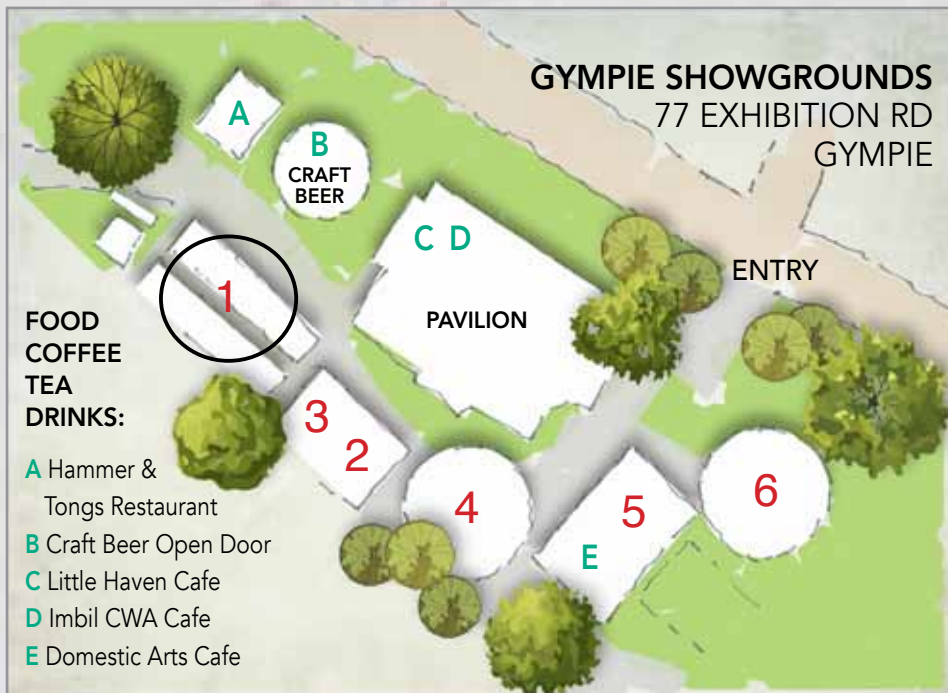 GYMPIE SHOWGROUNDS
77 EXHIBITION RD
GYMPIE
A
B
CRAFT
BEER
C D
ENTRY
PAVILION
1
FOOD
COFFEE
TEA
DRINKS:
3
2
4
5
6
E
A Hammer &
Tongs Restaurant
B Craft Beer Open Door
C Little Haven Cafe
D Imbil CWA Cafe
E Domestic Arts Cafe